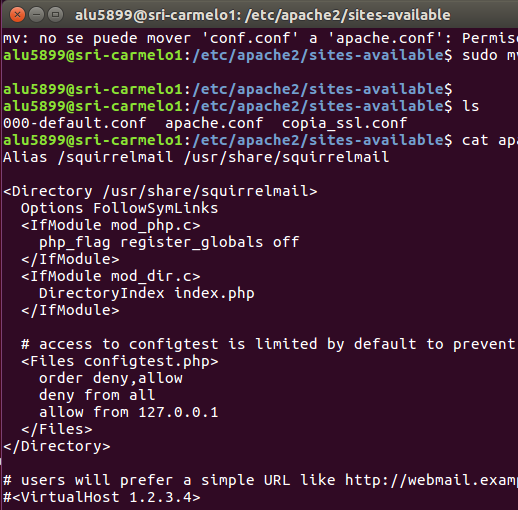 alu5899@sri-carmelo1: /etc/apache2/sites-available
mv: no se puede mover 'conf.conf' a 'apache.conf': Permiso
alu5899@sri-carmelo1:/etc/apache2/sites-available$ sudo mv
alu5899@sri-carmelo1:/etc/apache2/sites-available$
alu5899@sri-carmelo1:/etc/apache2/sites-available$ ls
000-default.conf  apache.conf  copia_ssl.conf
alu5899@sri-carmelo1:/etc/apache2/sites-available$ cat apa
Alias /squirrelmail /usr/share/squirrelmail
<Directory /usr/share/squirrelmail>
  Options FollowSymLinks
  <IfModule mod_php.c>
    php_flag register_globals off
  </IfModule>
  <IfModule mod_dir.c>
    DirectoryIndex index.php
  </IfModule>
  # access to configtest is limited by default to prevent
  <Files configtest.php>
    order deny,allow
    deny from all
    allow from 127.0.0.1
  </Files>
</Directory>
# users will prefer a simple URL like http://webmail.examp
#<VirtualHost 1.2.3.4>